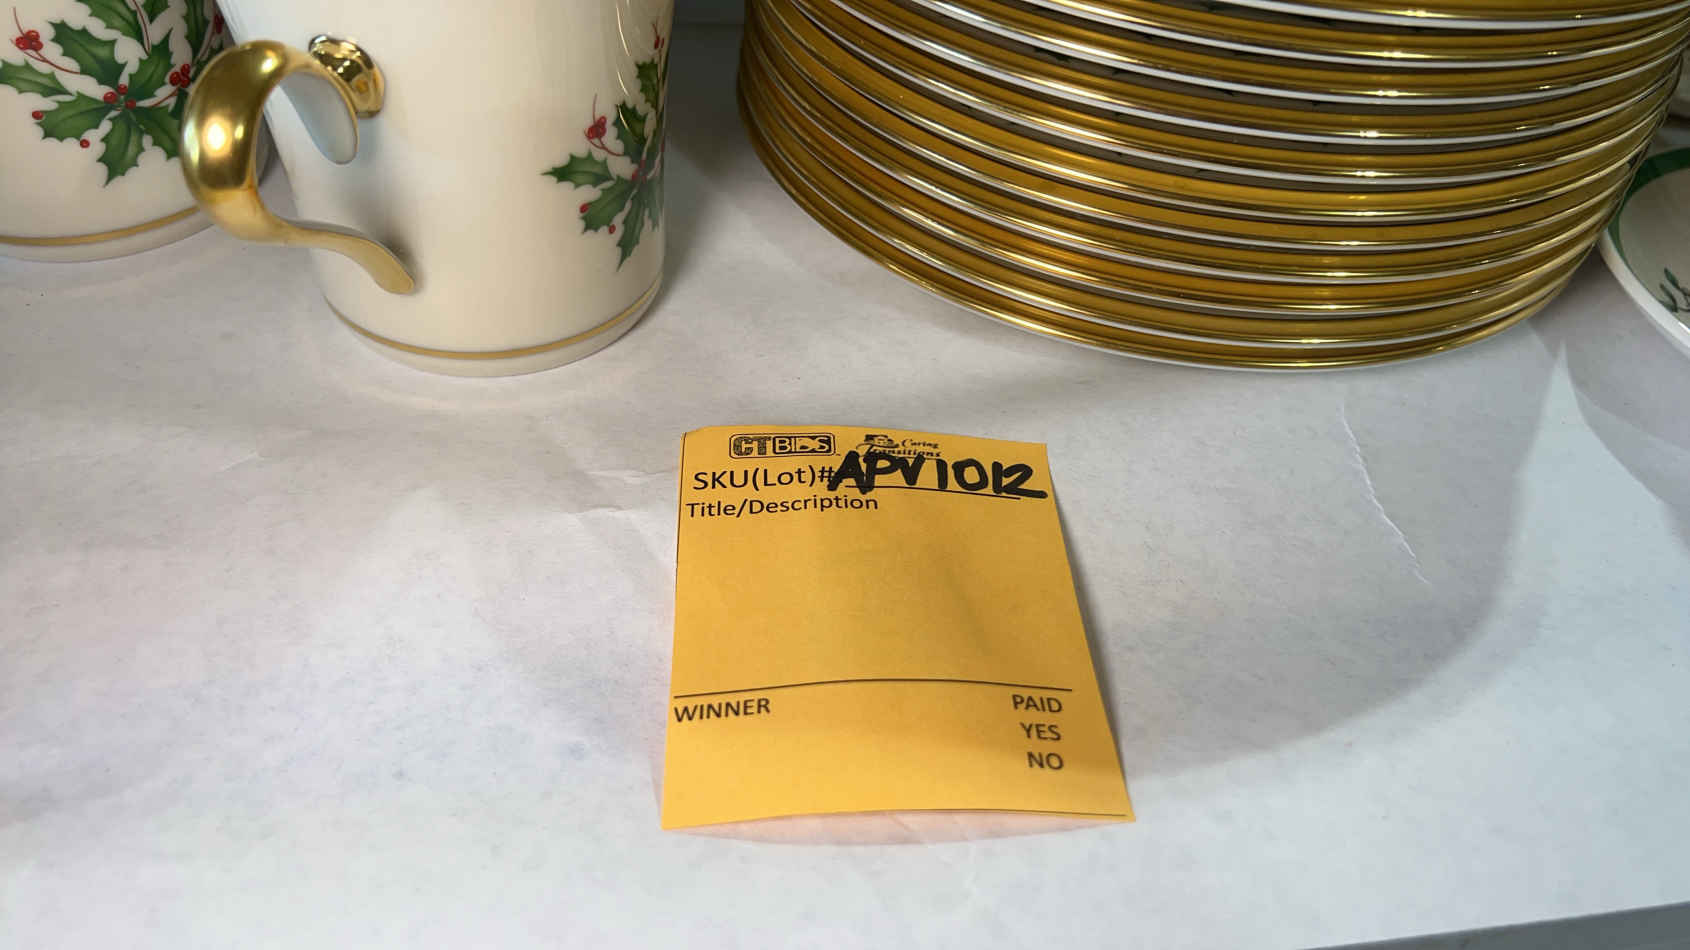 CTBIDS Caring Transitions
SKU(Lot)# APV1012
Title/Description
WINNER PAID
YES
NO